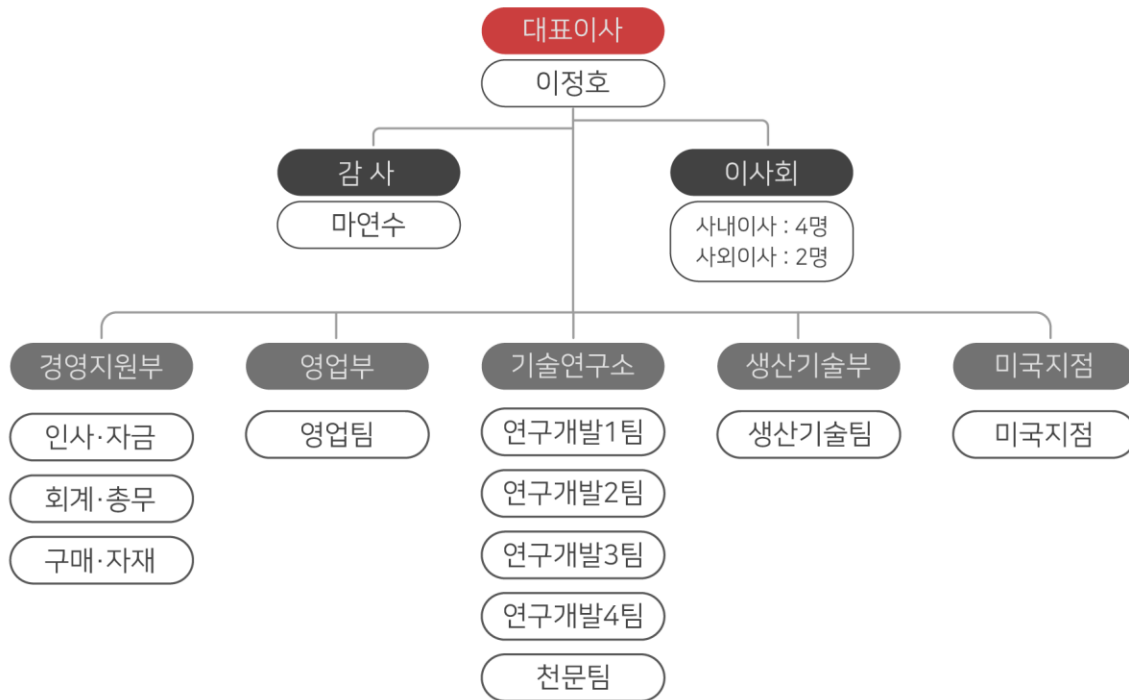 대표이사
이정호
감 사
마연수
이사회
사내이사 : 4명
사외이사 : 2명
경영지원부
인사·자금
회계·총무
구매·자재
영업부
영업팀
기술연구소
연구개발1팀
연구개발2팀
연구개발3팀
연구개발4팀
천문팀
생산기술부
생산기술팀
미국지점
미국지점